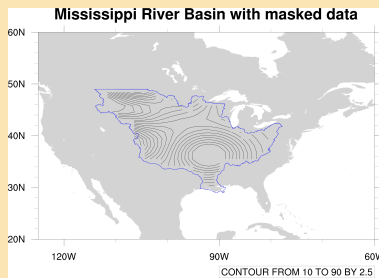 Mississippi River Basin with masked data
60N
50N
40N
30N
20N
120W 90W 60W
CONTOUR FROM 10 TO 90 BY 2.5